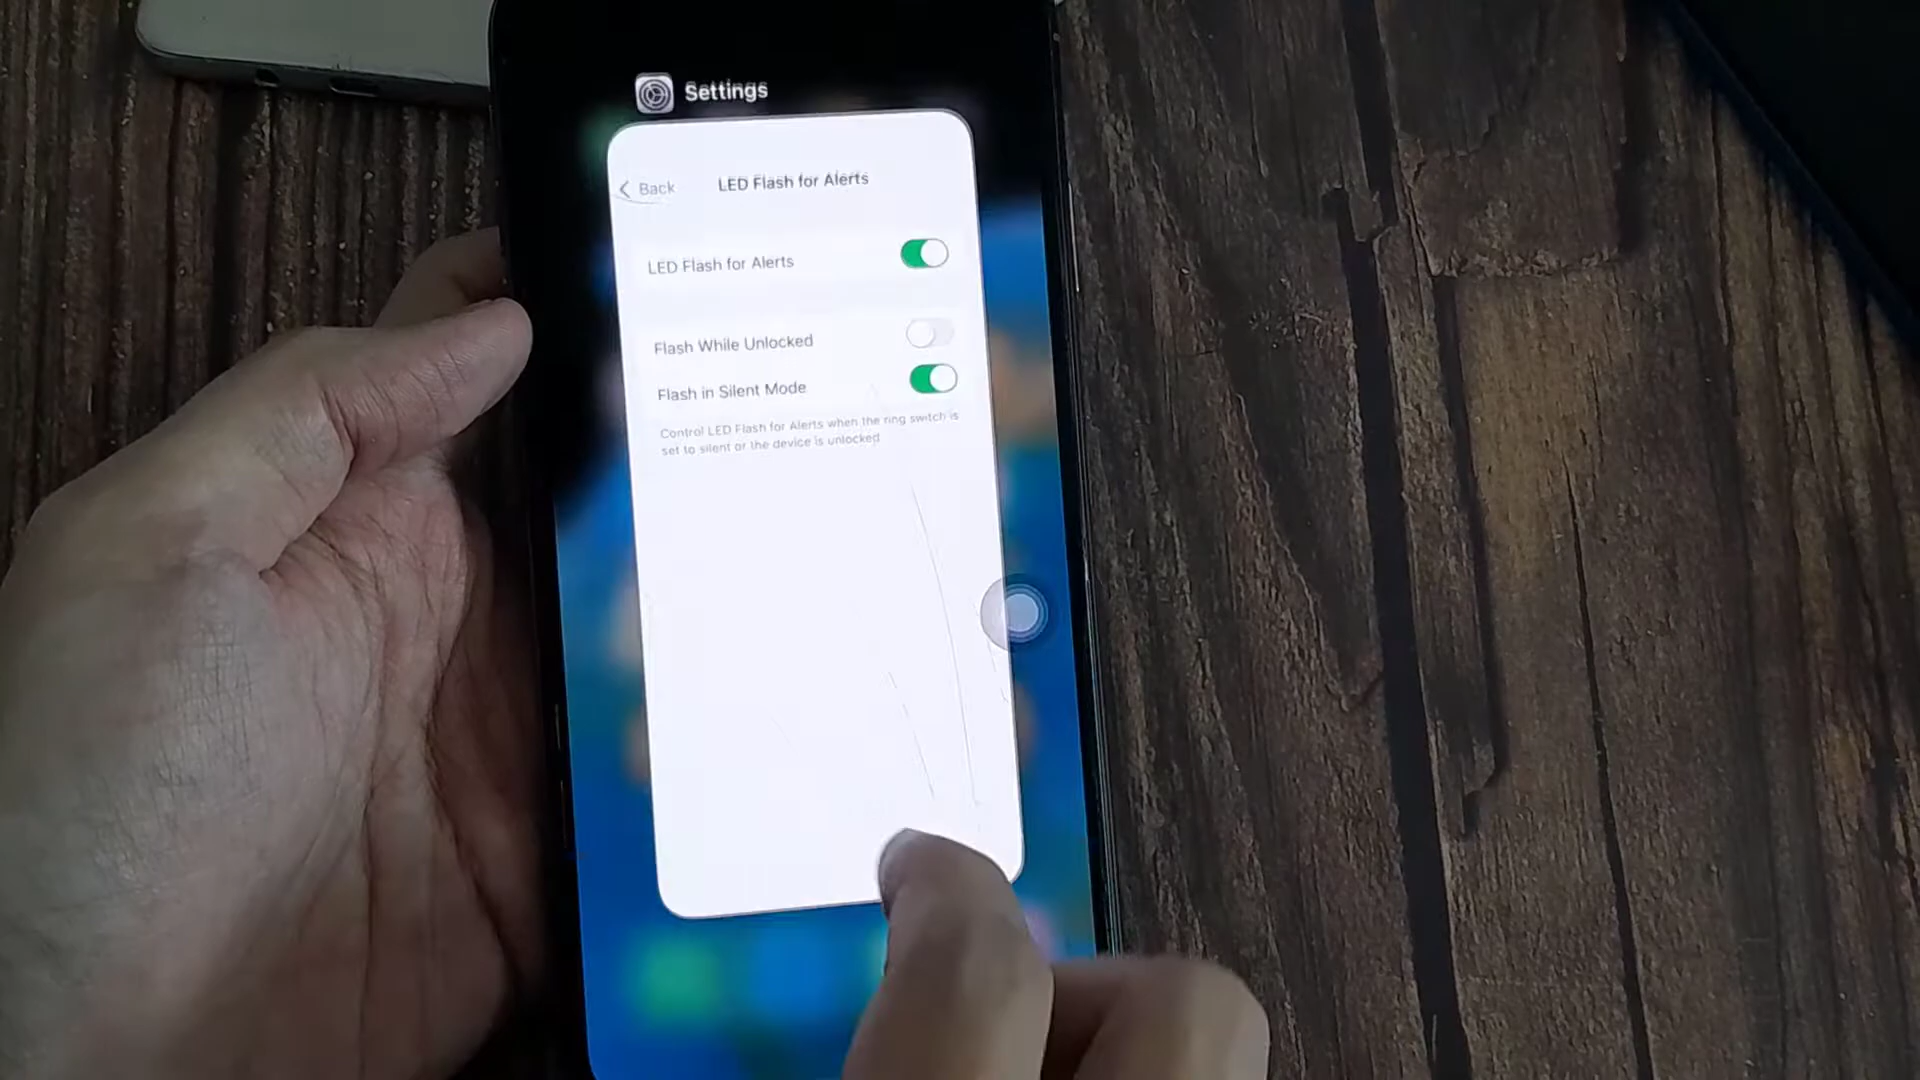 Settings
Back
LED Flash for Alerts
LED Flash for Alerts
Flash While Unlocked
Flash in Silent Mode
Control LED Flash for Alerts when the ring switch is
set to silent or the device is unlocked